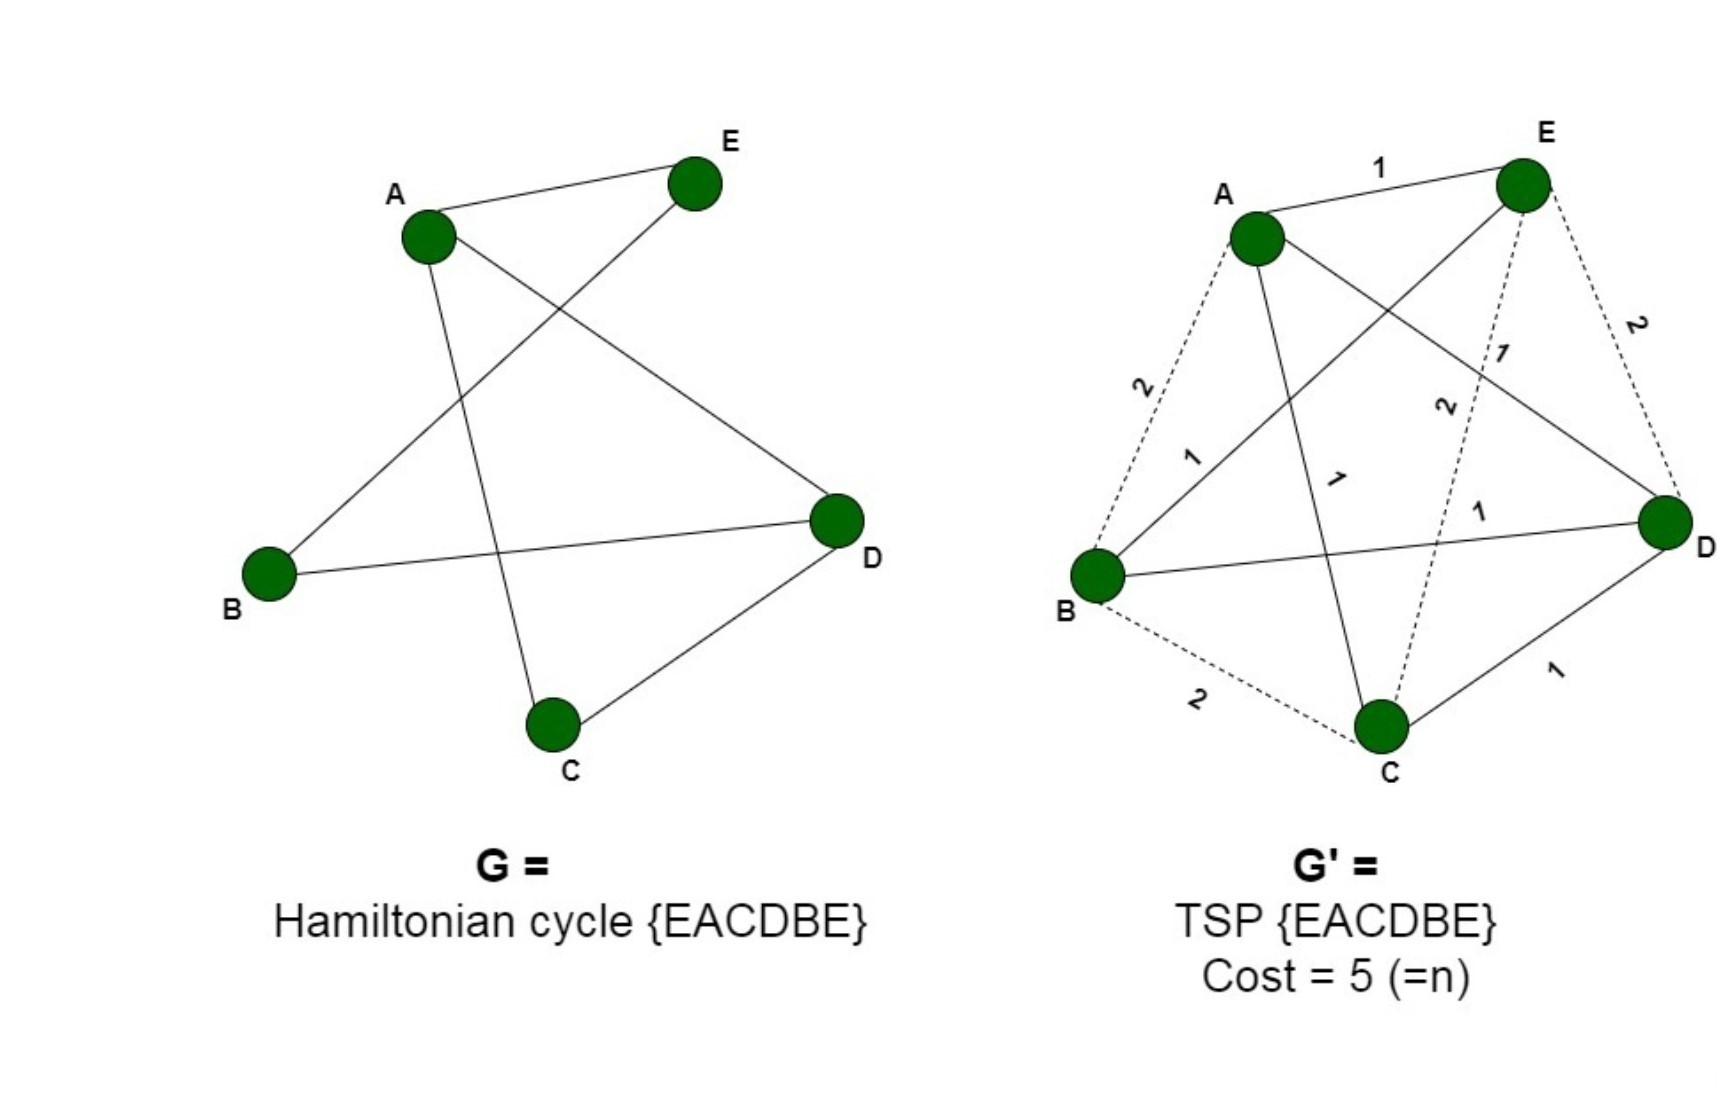 E
A
B
D
C
G =
Hamiltonian cycle {EACDBE}
E
1
A
2
1
2
2
1
1
1
D
B
1
2
C
G' =
TSP {EACDBE}
Cost = 5 (=n)